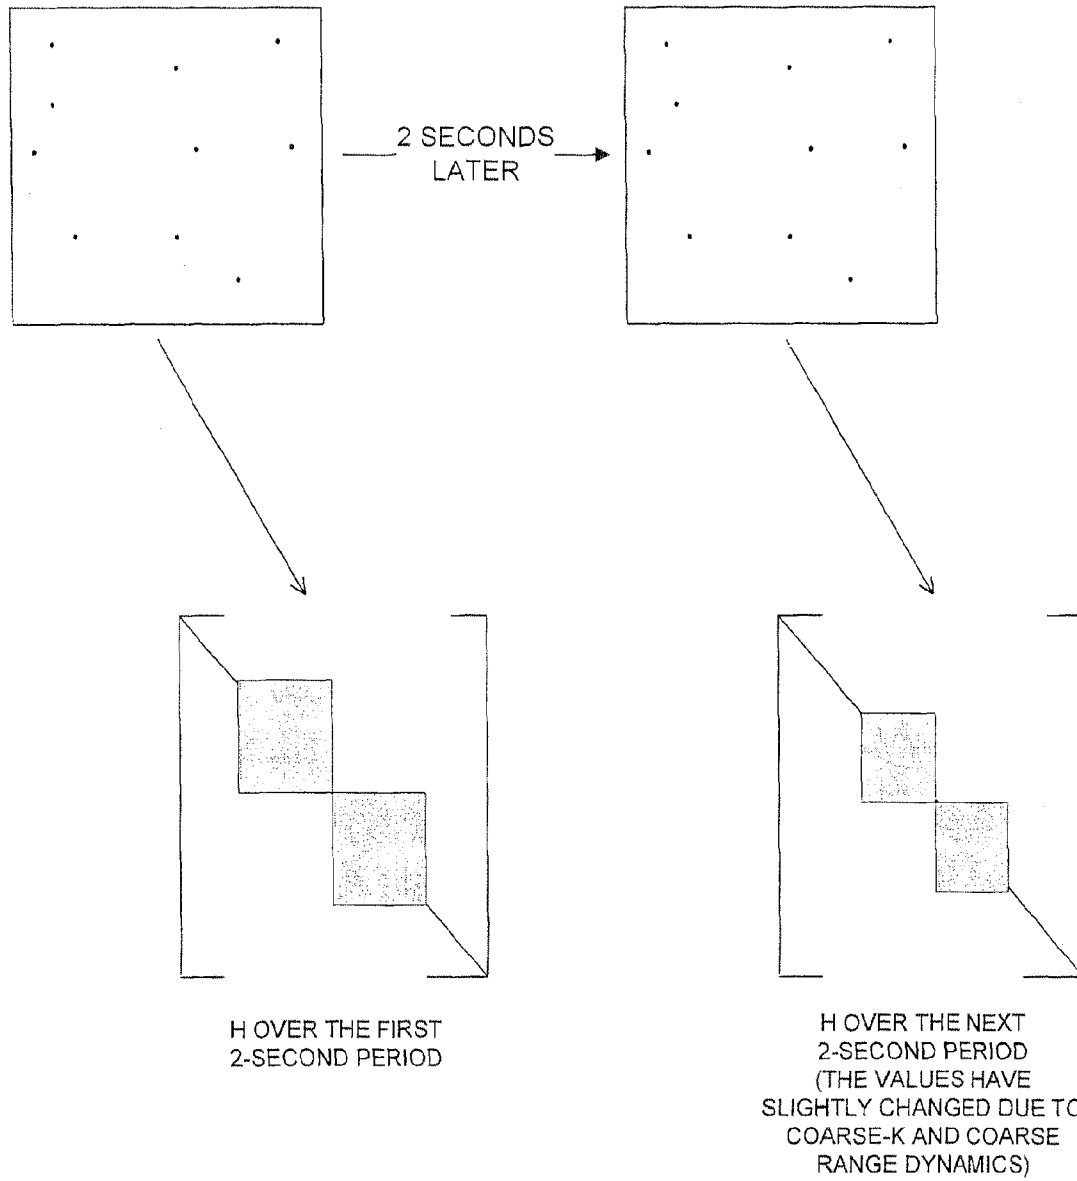 2 SECONDS
LATER
H OVER THE FIRST
2-SECOND PERIOD
H OVER THE NEXT
2-SECOND PERIOD
(THE VALUES HAVE
SLIGHTLY CHANGED DUE TO
COARSE-K AND COARSE
RANGE DYNAMICS)